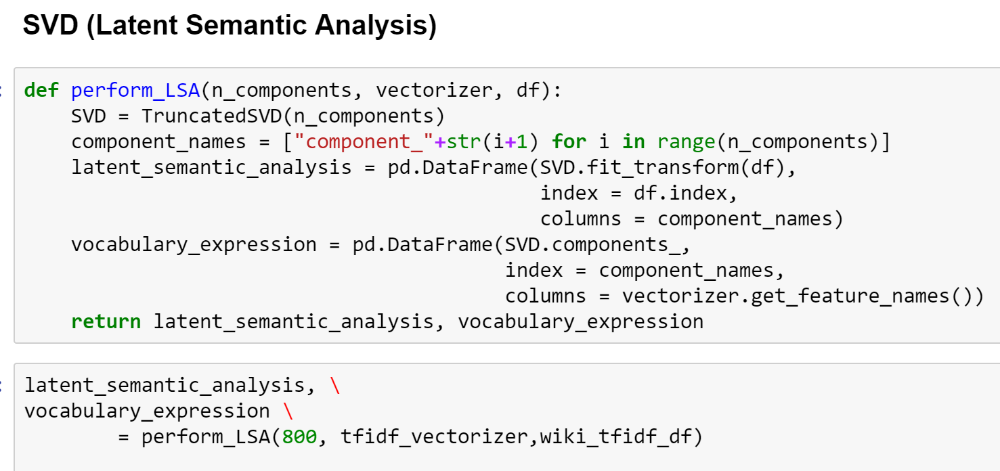 SVD (Latent Semantic Analysis)
: def perform_LSA(n_components, vectorizer, df):
    SVD = TruncatedSVD(n_components)
    component_names = ["component_"+str(i+1) for i in range(n_components)]
    latent_semantic_analysis = pd.DataFrame(SVD.fit_transform(df),
                                            index = df.index,
                                            columns = component_names)
    vocabulary_expression = pd.DataFrame(SVD.components_,
                                         index = component_names,
                                         columns = vectorizer.get_feature_names())
    return latent_semantic_analysis, vocabulary_expression
: latent_semantic_analysis, \
vocabulary_expression \
        = perform_LSA(800, tfidf_vectorizer,wiki_tfidf_df)